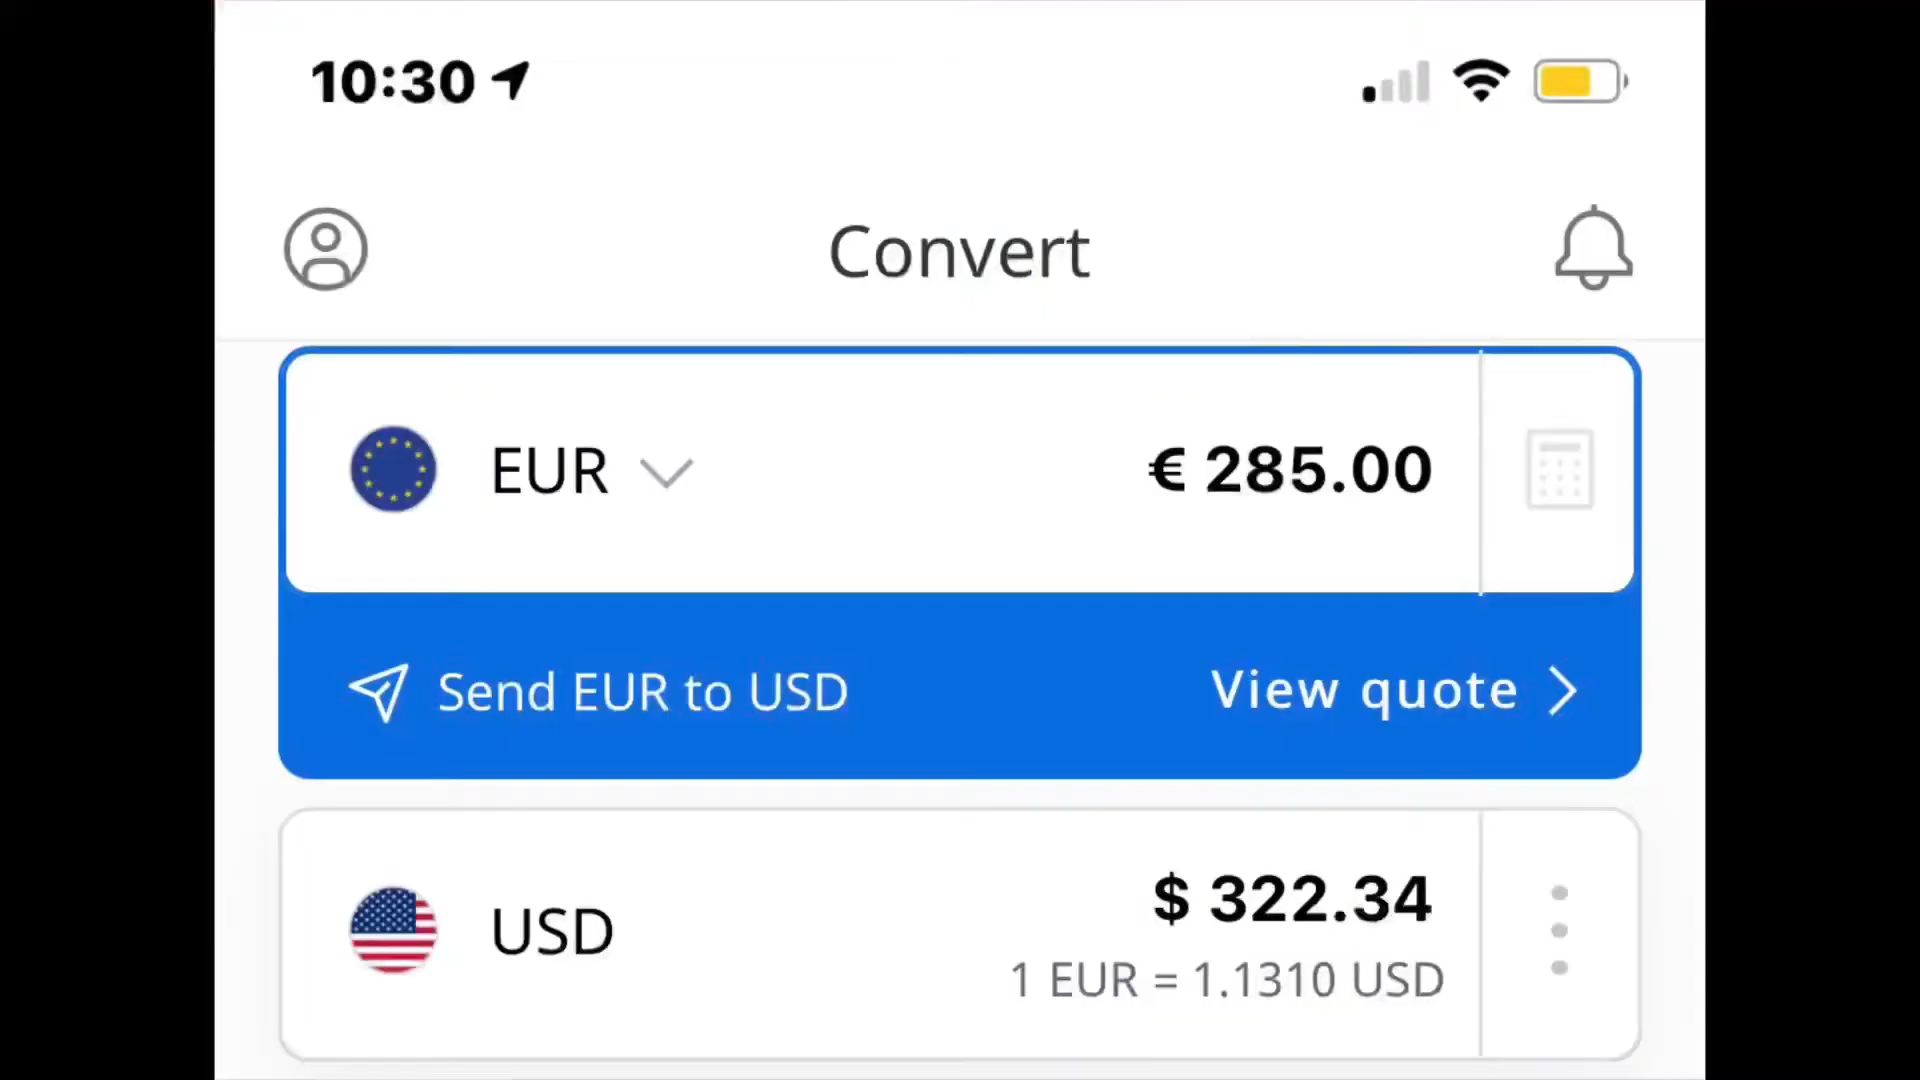 10:30
Convert
EUR € 285.00
Send EUR to USD View quote
USD $ 322.34
1 EUR = 1.1310 USD